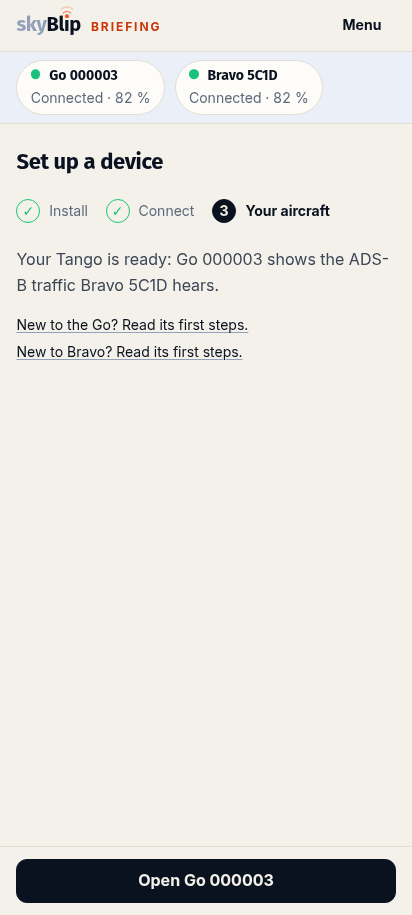 skyBlip BRIEFING
Menu
Go 000003
Connected · 82 %
Bravo 5C1D
Connected · 82 %
Set up a device
✓ Install
✓ Connect
3 Your aircraft
Your Tango is ready: Go 000003 shows the ADS-
B traffic Bravo 5C1D hears.
New to the Go? Read its first steps.
New to Bravo? Read its first steps.
Open Go 000003